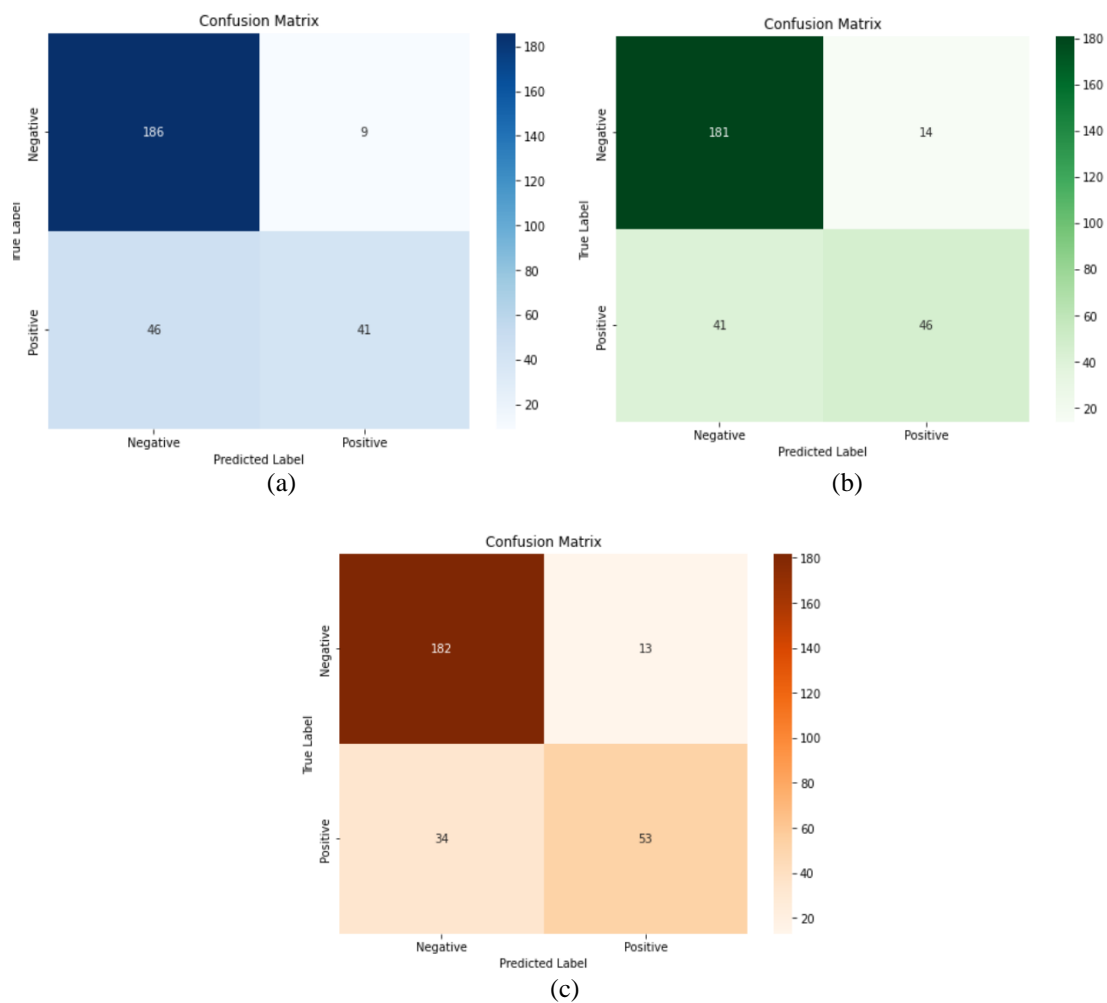 Confusion Matrix
Negative
186
9
True Label
Positive
46
41
Negative
Positive
Predicted Label
180
160
140
120
100
80
60
40
20
(a)
Confusion Matrix
Negative
181
14
True Label
Positive
41
46
Negative
Positive
Predicted Label
180
160
140
120
100
80
60
40
20
(b)
Confusion Matrix
Negative
182
13
True Label
Positive
34
53
Negative
Positive
Predicted Label
180
160
140
120
100
80
60
40
20
(c)